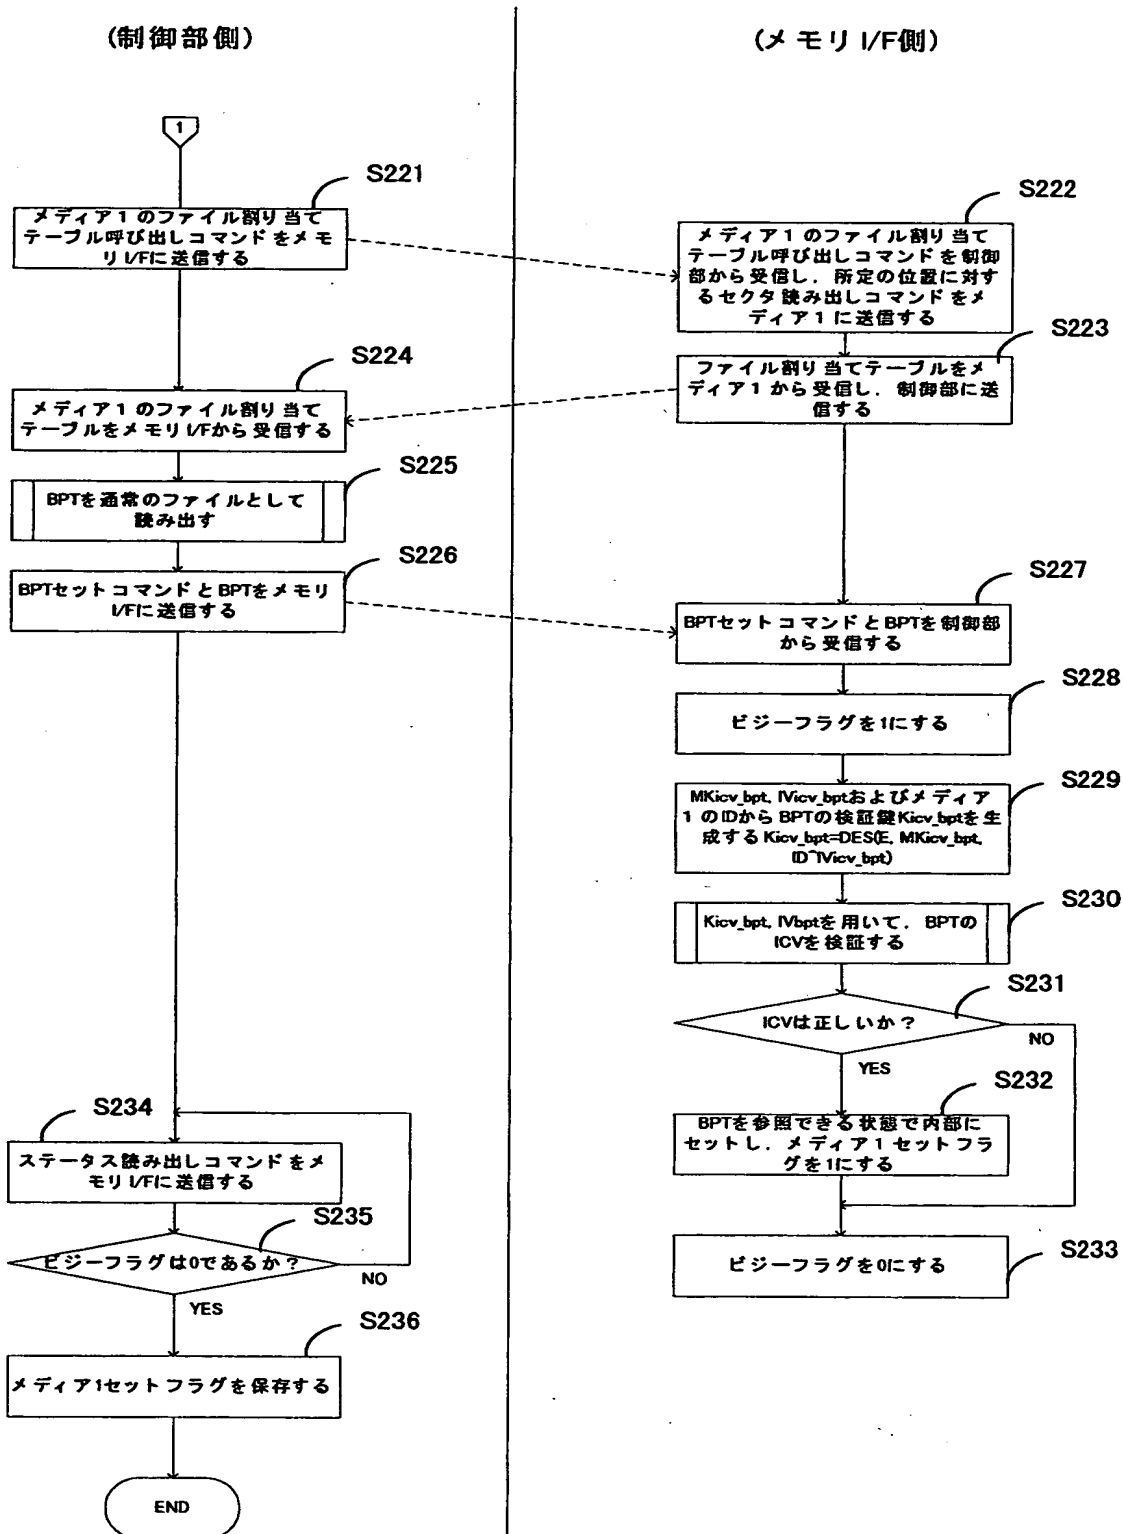 (制御部側)
(メモリI/F側)
1
S221
メディア1のファイル割り当て
テーブル呼び出しコマンドをメモ
リI/Fに送信する
S222
メディア1のファイル割り当て
テーブル呼び出しコマンドを制御
部から受信し．所定の位置に対す
るセクタ読み出しコマンドをメ
ディア1に送信する
S223
ファイル割り当てテーブルをメ
ディア1から受信し．制御部に送
信する
S224
メディア1のファイル割り当て
テーブルをメモリI/Fから受信する
S225
BPTを通常のファイルとして
読み出す
S226
BPTセットコマンドとBPTをメモリ
I/Fに送信する
S227
BPTセットコマンドとBPTを制御部
から受信する
S228
ビジーフラグを1にする
S229
MKicv_bpt, IVicv_bptおよびメディア
1のIDからBPTの検証鍵Kicv_bptを生
成するKicv_bpt=DES(E, MKicv_bpt,
ID^IVicv_bpt)
S230
Kicv_bpt, IVbptを用いて．BPTの
ICVを検証する
S231
ICVは正しいか？
NO
YES
S232
BPTを参照できる状態で内部に
セットし．メディア1セットフラ
グを1にする
S233
ビジーフラグを0にする
S234
ステータス読み出しコマンドをメ
モリI/Fに送信する
S235
ビジーフラグは0であるか？
NO
YES
S236
メディア1セットフラグを保存する
END